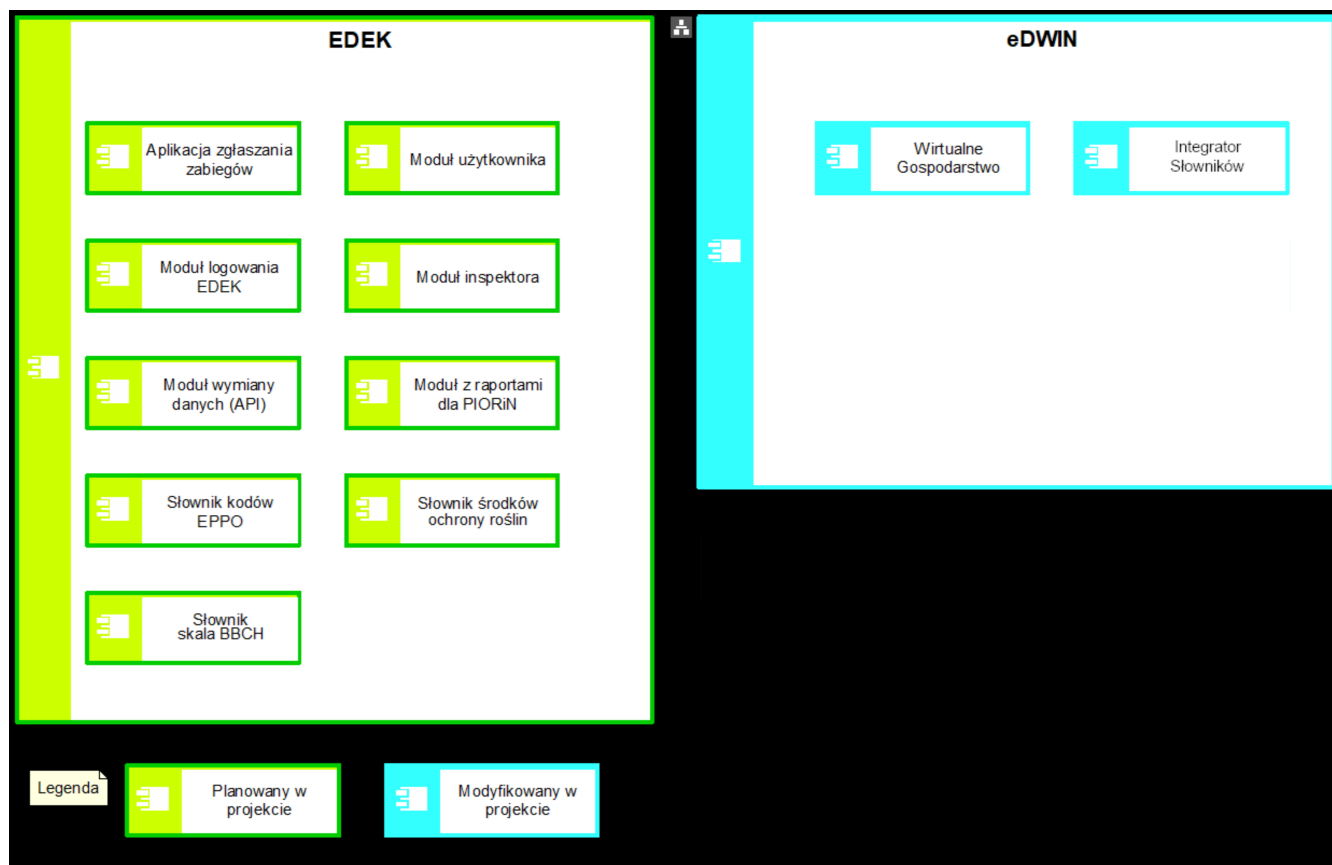 EDEK
Aplikacja zgłaszania
zabiegów
Moduł użytkownika
Moduł logowania
EDEK
Moduł inspektora
Moduł wymiany
danych (API)
Moduł z raportami
dla PIORiN
Słownik kodów
EPPO
Słownik środków
ochrony roślin
Słownik
skala BBCH
eDWIN
Wirtualne
Gospodarstwo
Integrator
Słowników
Legenda
Planowany w
projekcie
Modyfikowany w
projekcie